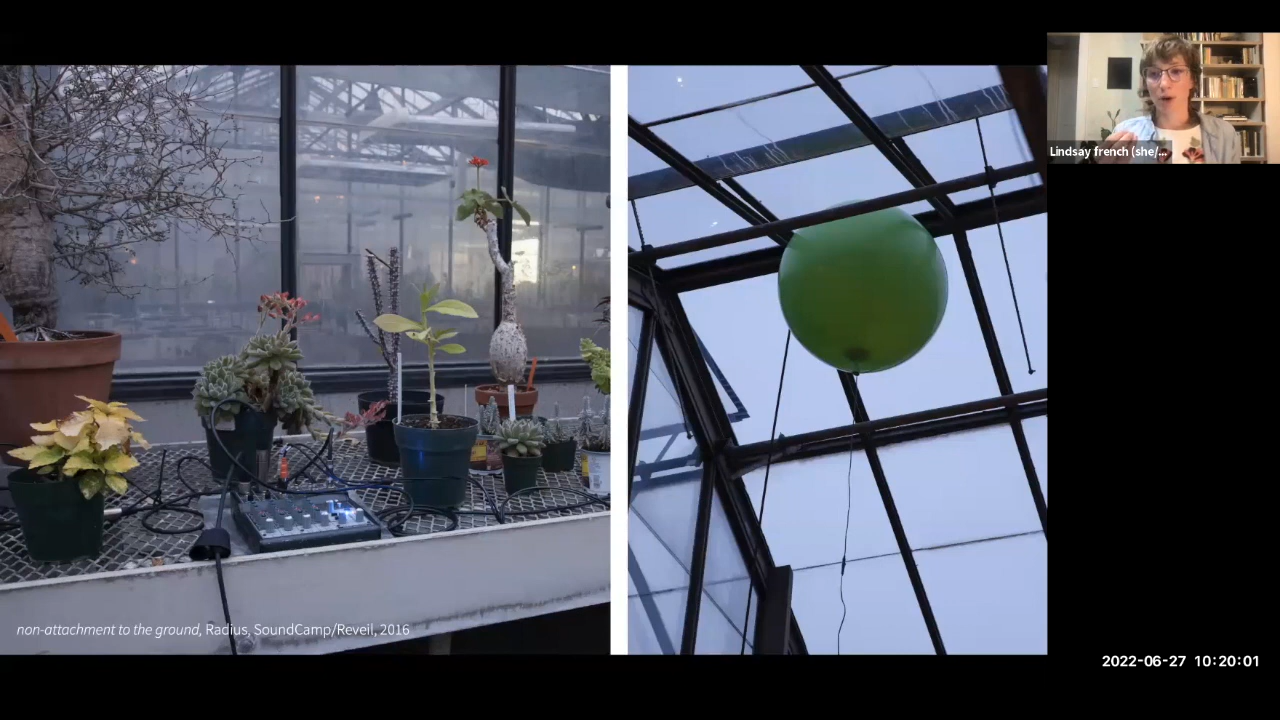 Lindsay french (she/...
non-attachment to the ground, Radius, SoundCamp/Reveil, 2016
2022-06-27 10:20:01